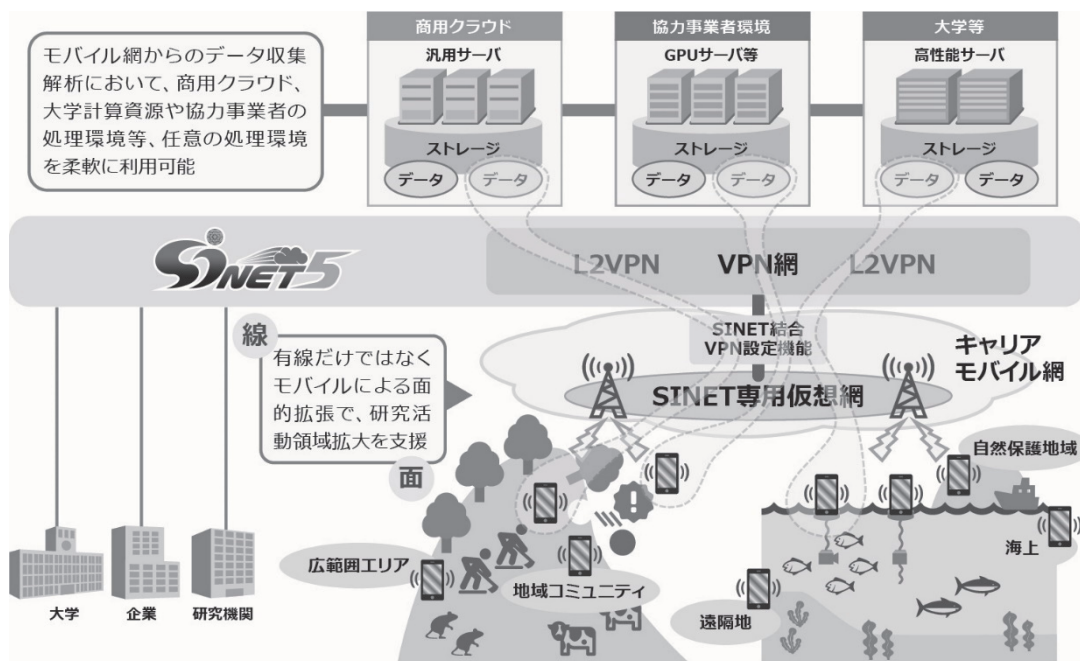 モバイル網からのデータ収集
解析において、商用クラウド、
大学計算資源や協力事業者の
処理環境等、任意の処理環境
を柔軟に利用可能
商用クラウド
汎用サーバ
ストレージ
データ
データ
協力事業者環境
GPUサーバ等
ストレージ
データ
データ
大学等
高性能サーバ
ストレージ
データ
データ
SINET5
L2VPN
VPN網
L2VPN
線
有線だけではなく
モバイルによる面
的拡張で、研究活
動領域拡大を支援
面
SINET結合
VPN設定機能
キャリア
モバイル網
SINET専用仮想網
自然保護地域
海上
広範囲エリア
地域コミュニティ
遠隔地
大学
企業
研究機関